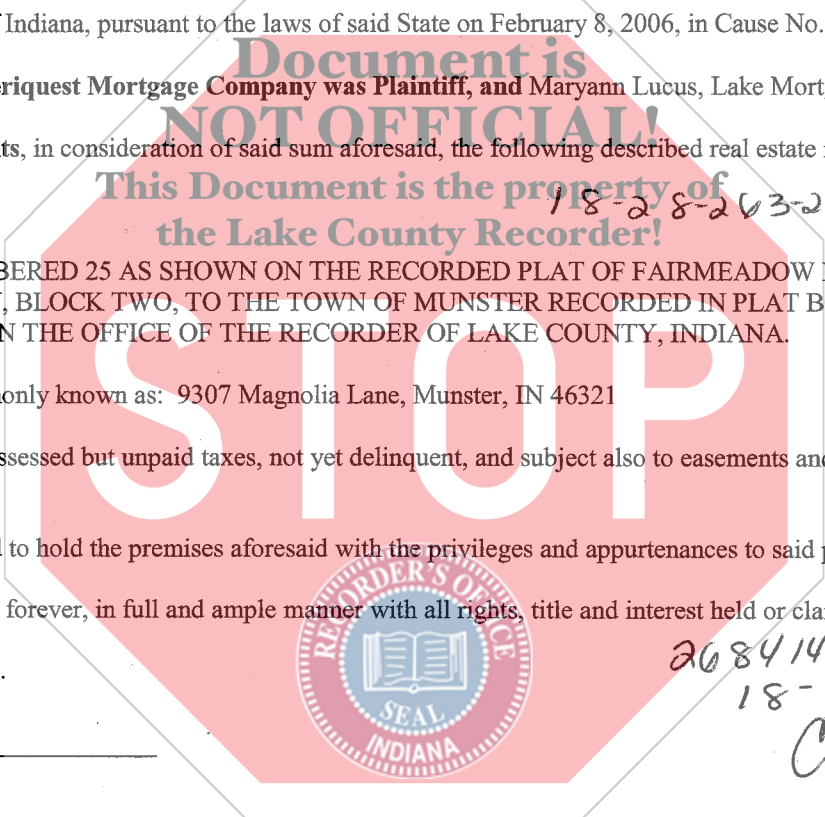 Indiana, pursuant to the laws of said State on February 8, 2006, in Cause No.
Document is
eriquest Mortgage Company was Plaintiff, and Maryann Lucus, Lake Mort
NOT OFFICIAL!
ts, in consideration of said sum aforesaid, the following described real estate
This Document is the property of
18-28-263-2
the Lake County Recorder!
BERED 25 AS SHOWN ON THE RECORDED PLAT OF FAIRMEADOW
, BLOCK TWO, TO THE TOWN OF MUNSTER RECORDED IN PLAT B
N THE OFFICE OF THE RECORDER OF LAKE COUNTY, INDIANA.
only known as: 9307 Magnolia Lane, Munster, IN 46321
STOP
ssessed but unpaid taxes, not yet delinquent, and subject also to easements and
to hold the premises aforesaid with the privileges and appurtenances to said
forever, in full and ample manner with all rights, title and interest held or cla
RECORDER'S OFFICE
SEAL
INDIANA
268414
18-
C